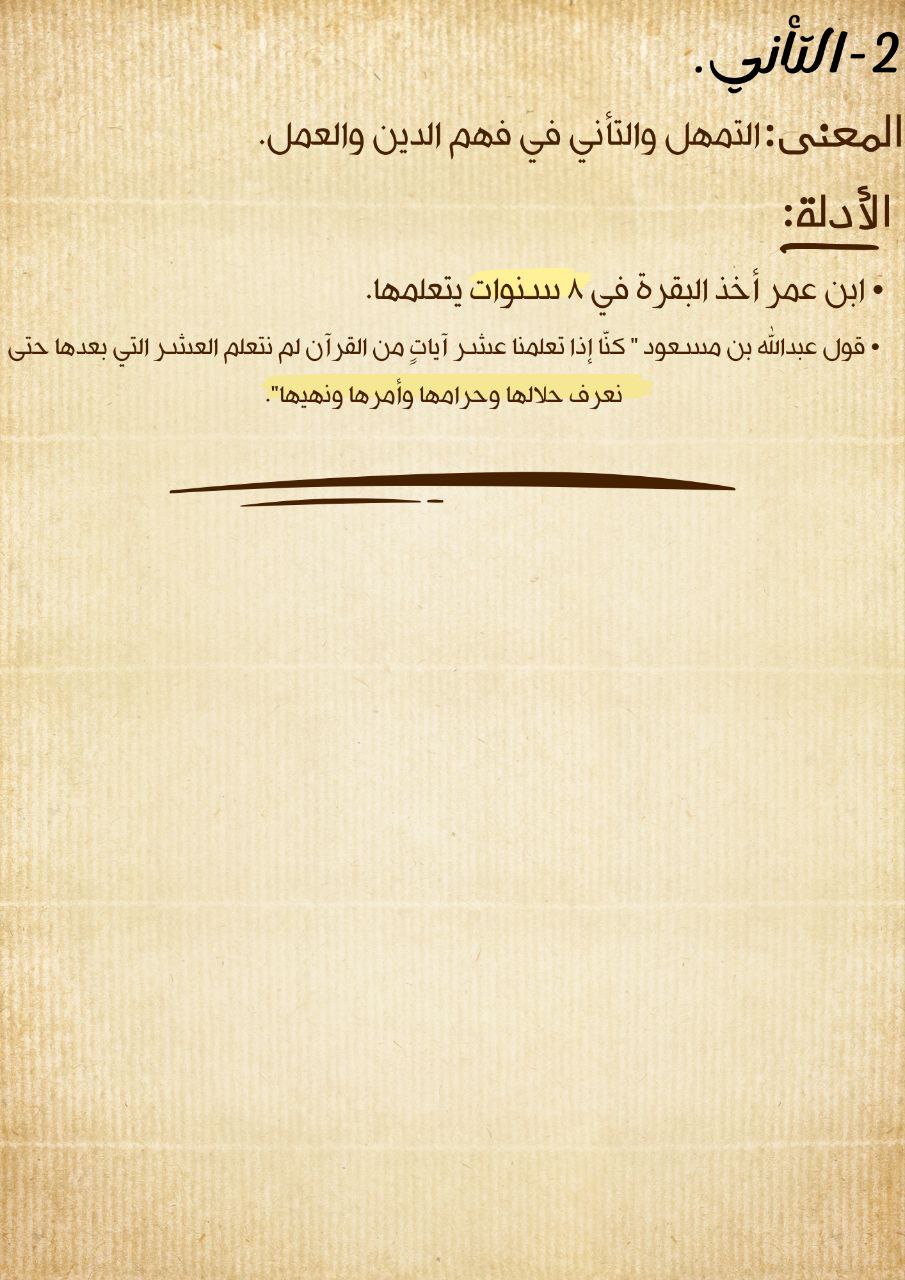 2-التأني.
المعنى: التمهل والتأني في فهم الدين والعمل.
الأدلة:
• ابن عمر أخذ البقرة في ٨ سنوات يتعلمها.
• قول عبدالله بن مسعود " كنّا إذا تعلمنا عشر آياتٍ من القرآن لم نتعلم العشر التي بعدها حتى
نعرف حلالها وحرامها وأمرها ونهيها".